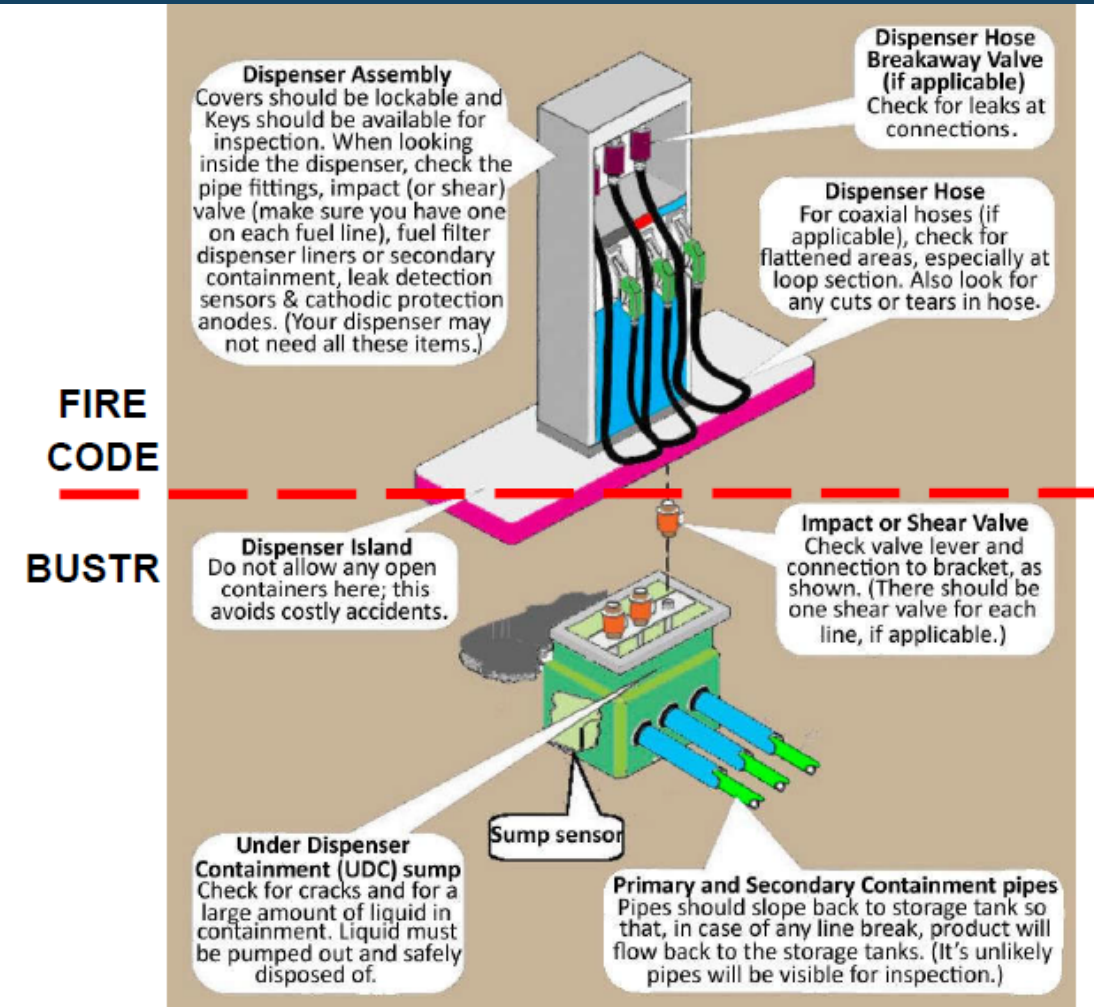 Dispenser Assembly
Covers should be lockable and
Keys should be available for
inspection. When looking
inside the dispenser, check the
pipe fittings, impact (or shear)
valve (make sure you have one
on each fuel line), fuel filter
dispenser liners or secondary
containment, leak detection
sensors & cathodic protection
anodes. (Your dispenser may
not need all these items.)
Dispenser Hose
Breakaway Valve
(if applicable)
Check for leaks at
connections.
Dispenser Hose
For coaxial hoses (if
applicable), check for
flattened areas, especially at
loop section. Also look for
any cuts or tears in hose.
FIRE
CODE
BUSTR
Dispenser Island
Do not allow any open
containers here; this
avoids costly accidents.
Impact or Shear Valve
Check valve lever and
connection to bracket, as
shown. (There should be
one shear valve for each
line, if applicable.)
Sump sensor
Under Dispenser
Containment (UDC) sump
Check for cracks and for a
large amount of liquid in
containment. Liquid must
be pumped out and safely
disposed of.
Primary and Secondary Containment pipes
Pipes should slope back to storage tank so
that, in case of any line break, product will
flow back to the storage tanks. (It's unlikely
pipes will be visible for inspection.)